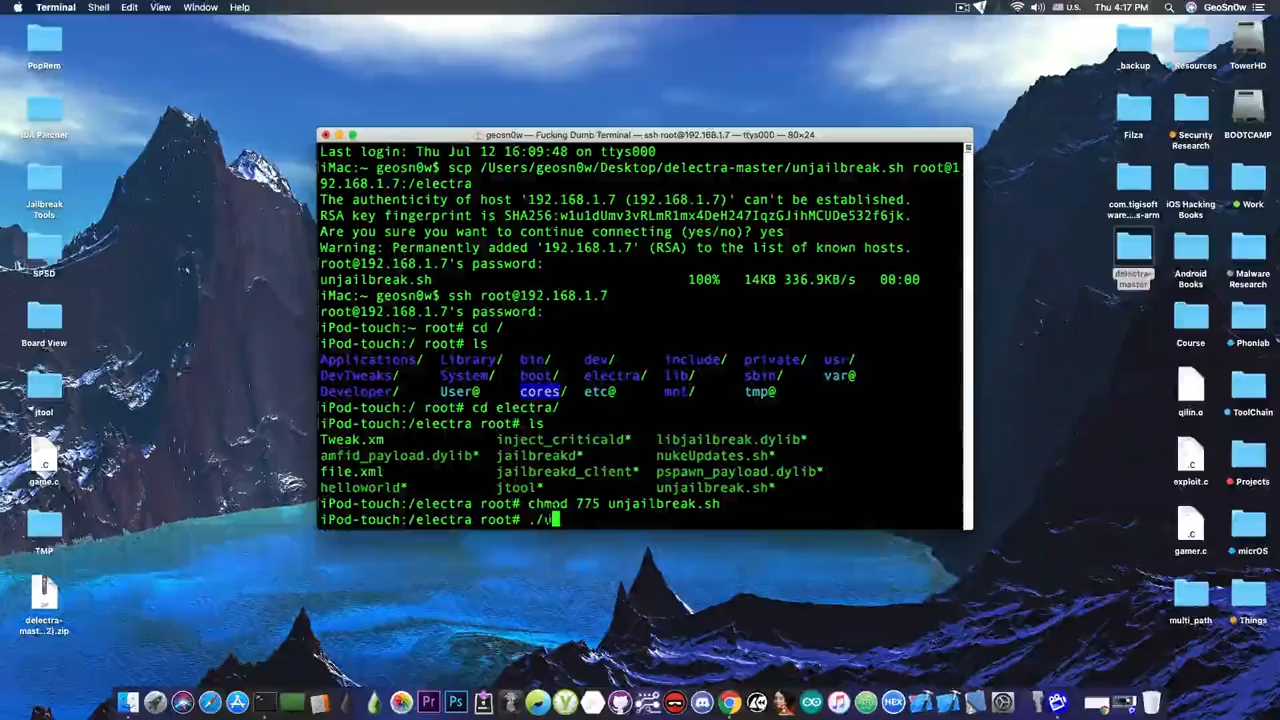 Terminal Shell Edit View Window Help
U.S. Thu 4:17 PM GeoSn0w
PopRem
IDA Patcher
Jailbreak
Tools
SPSD
Board View
jtool
.C
game.c
TMP
delectra-
mast...2).zip
geosn0w — Fucking Dumb Terminal — ssh root@192.168.1.7 — ttys000 — 80×24
Last login: Thu Jul 12 16:09:48 on ttys000
iMac:~ geosn0w$ scp /Users/geosn0w/Desktop/delectra-master/unjailbreak.sh root@1
92.168.1.7:/electra
The authenticity of host '192.168.1.7 (192.168.1.7)' can't be established.
RSA key fingerprint is SHA256:w1u1dUmv3vRLmR1mx4DeH247IqzGJihMCUDe532f6jk.
Are you sure you want to continue connecting (yes/no)? yes
Warning: Permanently added '192.168.1.7' (RSA) to the list of known hosts.
root@192.168.1.7's password:
unjailbreak.sh 100% 14KB 336.9KB/s 00:00
iMac:~ geosn0w$ ssh root@192.168.1.7
root@192.168.1.7's password:
iPod-touch:~ root# cd /
iPod-touch:/ root# ls
Applications/ Library/ bin/ dev/ include/ private/ usr/
DevTweaks/ System/ boot/ electra/ lib/ sbin/ var@
Developer/ User@ cores/ etc@ mnt/ tmp@
iPod-touch:/ root# cd electra/
iPod-touch:/electra root# ls
Tweak.xm inject_criticald* libjailbreak.dylib*
amfid_payload.dylib* jailbreakd* nukeUpdates.sh*
file.xml jailbreakd_client* pspawn_payload.dylib*
helloworld* jtool* unjailbreak.sh*
iPod-touch:/electra root# chmod 775 unjailbreak.sh
iPod-touch:/electra root# ./u
_backup Resources TowerHD
Filza Security
Research BOOTCAMP
com.tigisoft
ware....s-arm iOS Hacking
Books Work
delectra-
master Android
Books Malware
Research
Course Phonlab
qilin.o ToolChain
.C
exploit.c Projects
.C
gamer.c micrOS
multi_path Things
Pr Ps HEX